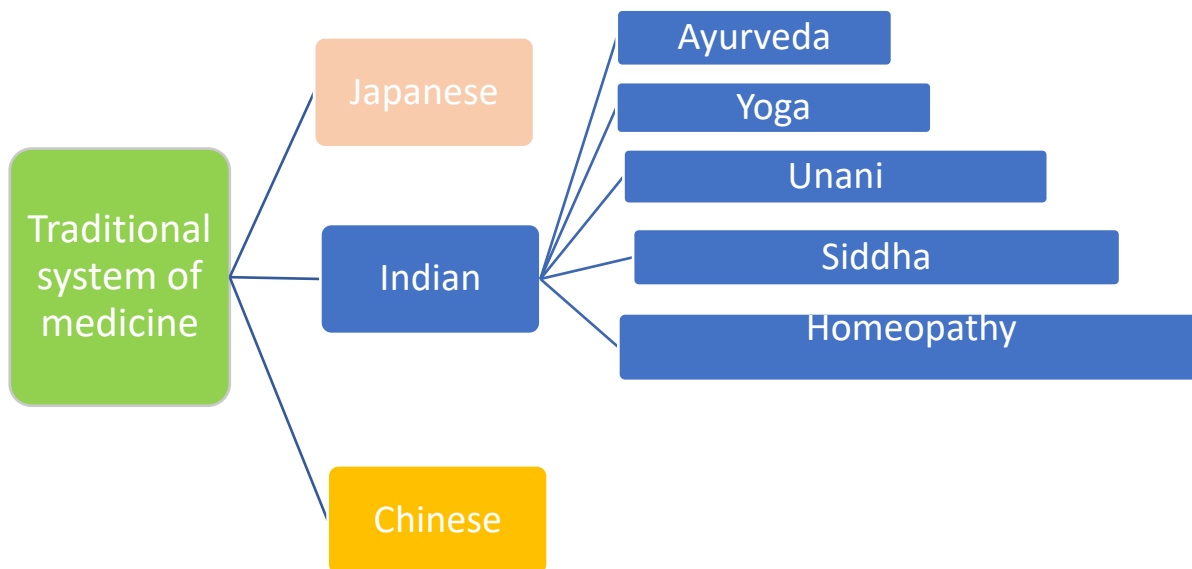 Traditional
system of
medicine
Japanese
Indian
Chinese
Ayurveda
Yoga
Unani
Siddha
Homeopathy